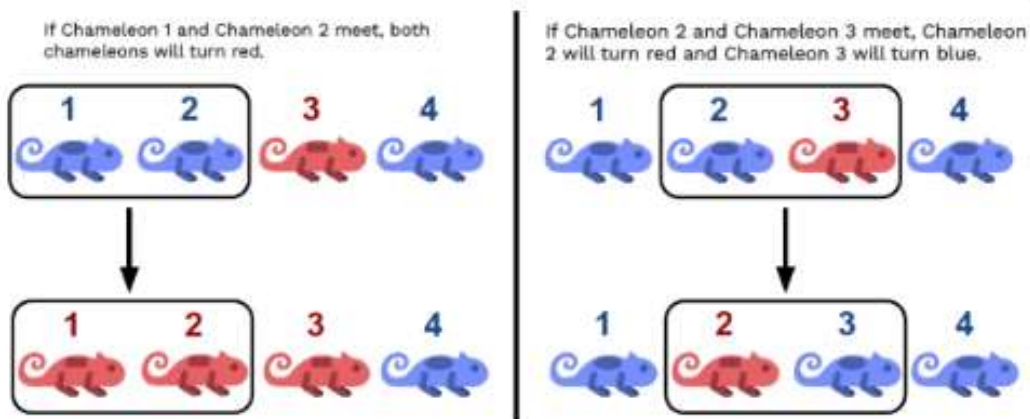 If Chameleon 1 and Chameleon 2 meet, both
chameleons will turn red.
1 2 3 4
1 2 3 4
If Chameleon 2 and Chameleon 3 meet, Chameleon
2 will turn red and Chameleon 3 will turn blue.
1 2 3 4
1 2 3 4